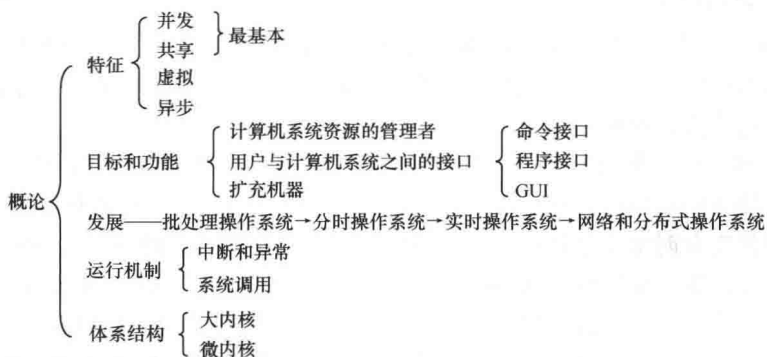 并发
共享
最基本
特征
虚拟
异步
计算机系统资源的管理者
命令接口
目标和功能
用户与计算机系统之间的接口
程序接口
扩充机器
GUI
概论
发展——批处理操作系统→分时操作系统→实时操作系统→网络和分布式操作系统
中断和异常
运行机制
系统调用
大内核
体系结构
微内核